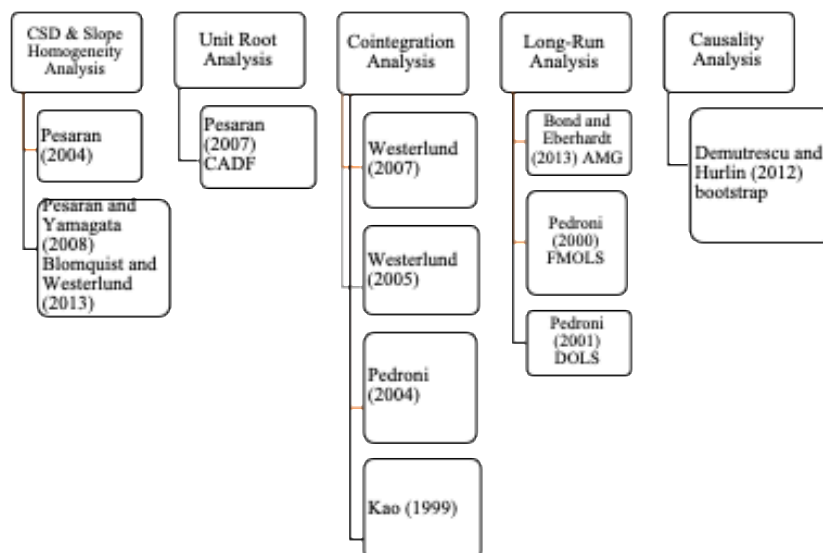 CSD & Slope
Homogeneity
Analysis
Pesaran
(2004)
Pesaran and
Yamagata
(2008)
Blomquist and
Westerlund
(2013)
Unit Root
Analysis
Pesaran
(2007)
CADF
Cointegration
Analysis
Westerlund
(2007)
Westerlund
(2005)
Pedroni
(2004)
Kao (1999)
Long-Run
Analysis
Bond and
Eberhardt
(2013) AMG
Pedroni
(2000)
FMOLS
Pedroni
(2001)
DOLS
Causality
Analysis
Demutrescu and
Hurlin (2012)
bootstrap